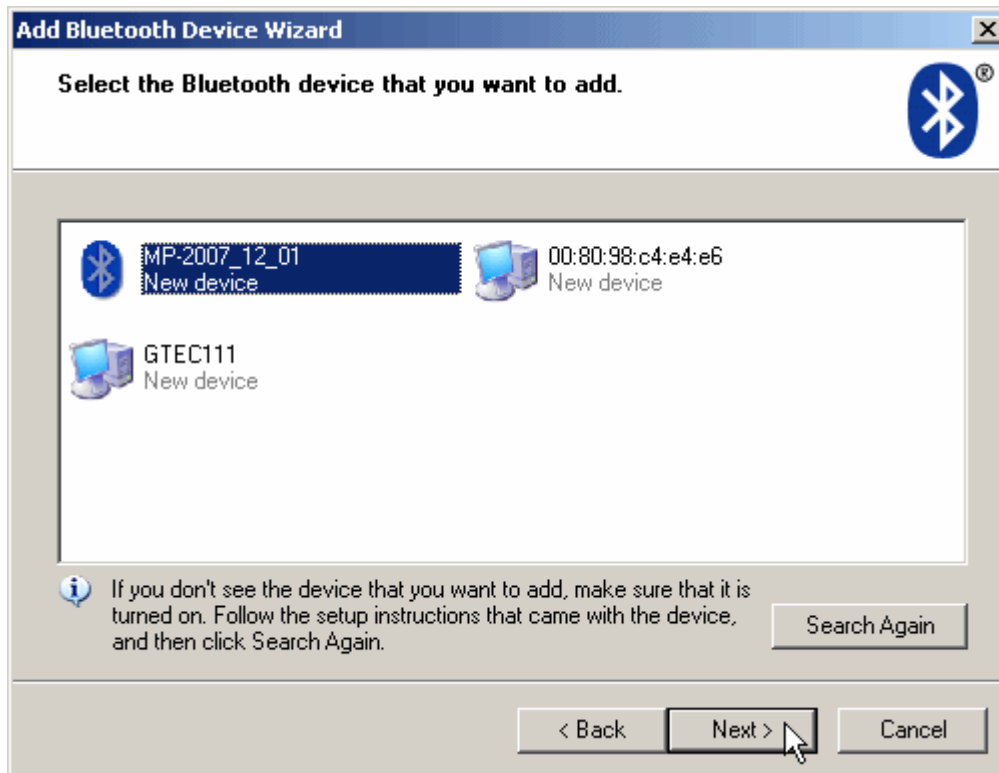 Add Bluetooth Device Wizard
Select the Bluetooth device that you want to add.
®
MP-2007_12_01
New device
00:80:98:c4:e4:e6
New device
GTEC111
New device
If you don't see the device that you want to add, make sure that it is
turned on. Follow the setup instructions that came with the device,
and then click Search Again.
Search Again
< Back
Next >
Cancel